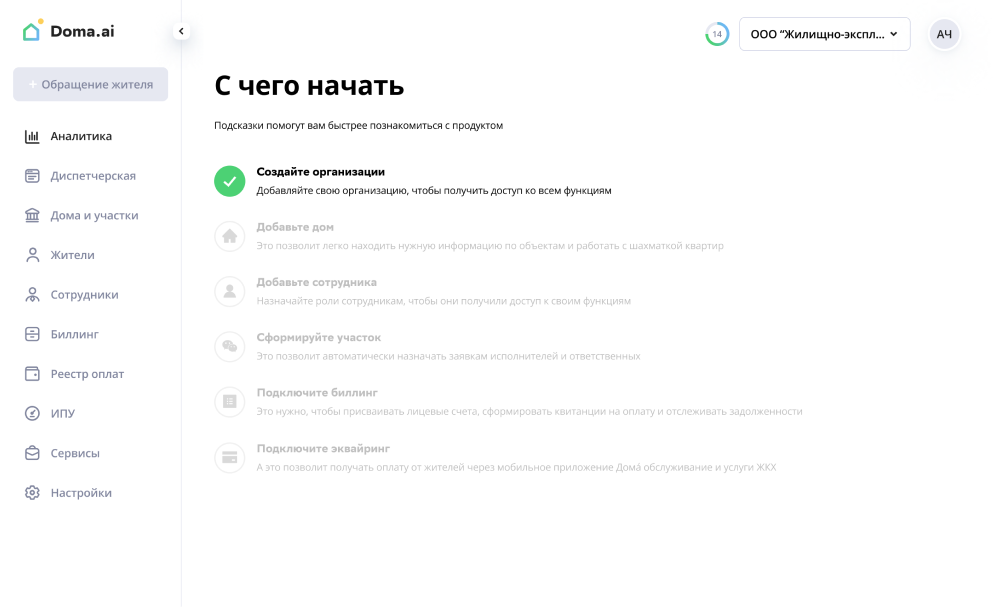 Doma.ai
14
ООО “Жилищно-экспл...
АЧ
+ Обращение жителя
Аналитика
Диспетчерская
Дома и участки
Жители
Сотрудники
Биллинг
Реестр оплат
ИПУ
Сервисы
Настройки
С чего начать
Подсказки помогут вам быстрее познакомиться с продуктом
Создайте организации
Добавляйте свою организацию, чтобы получить доступ ко всем функциям
Добавьте дом
Это позволит легко находить нужную информацию по объектам и работать с шахматкой квартир
Добавьте сотрудника
Назначайте роли сотрудникам, чтобы они получили доступ к своим функциям
Сформируйте участок
Это позволит автоматически назначать заявкам исполнителей и ответственных
Подключите биллинг
Это нужно, чтобы присваивать лицевые счета, сформировать квитанции на оплату и отслеживать задолженности
Подключите эквайринг
А это позволит получать оплату от жителей через мобильное приложение Дома́ обслуживание и услуги ЖКХ